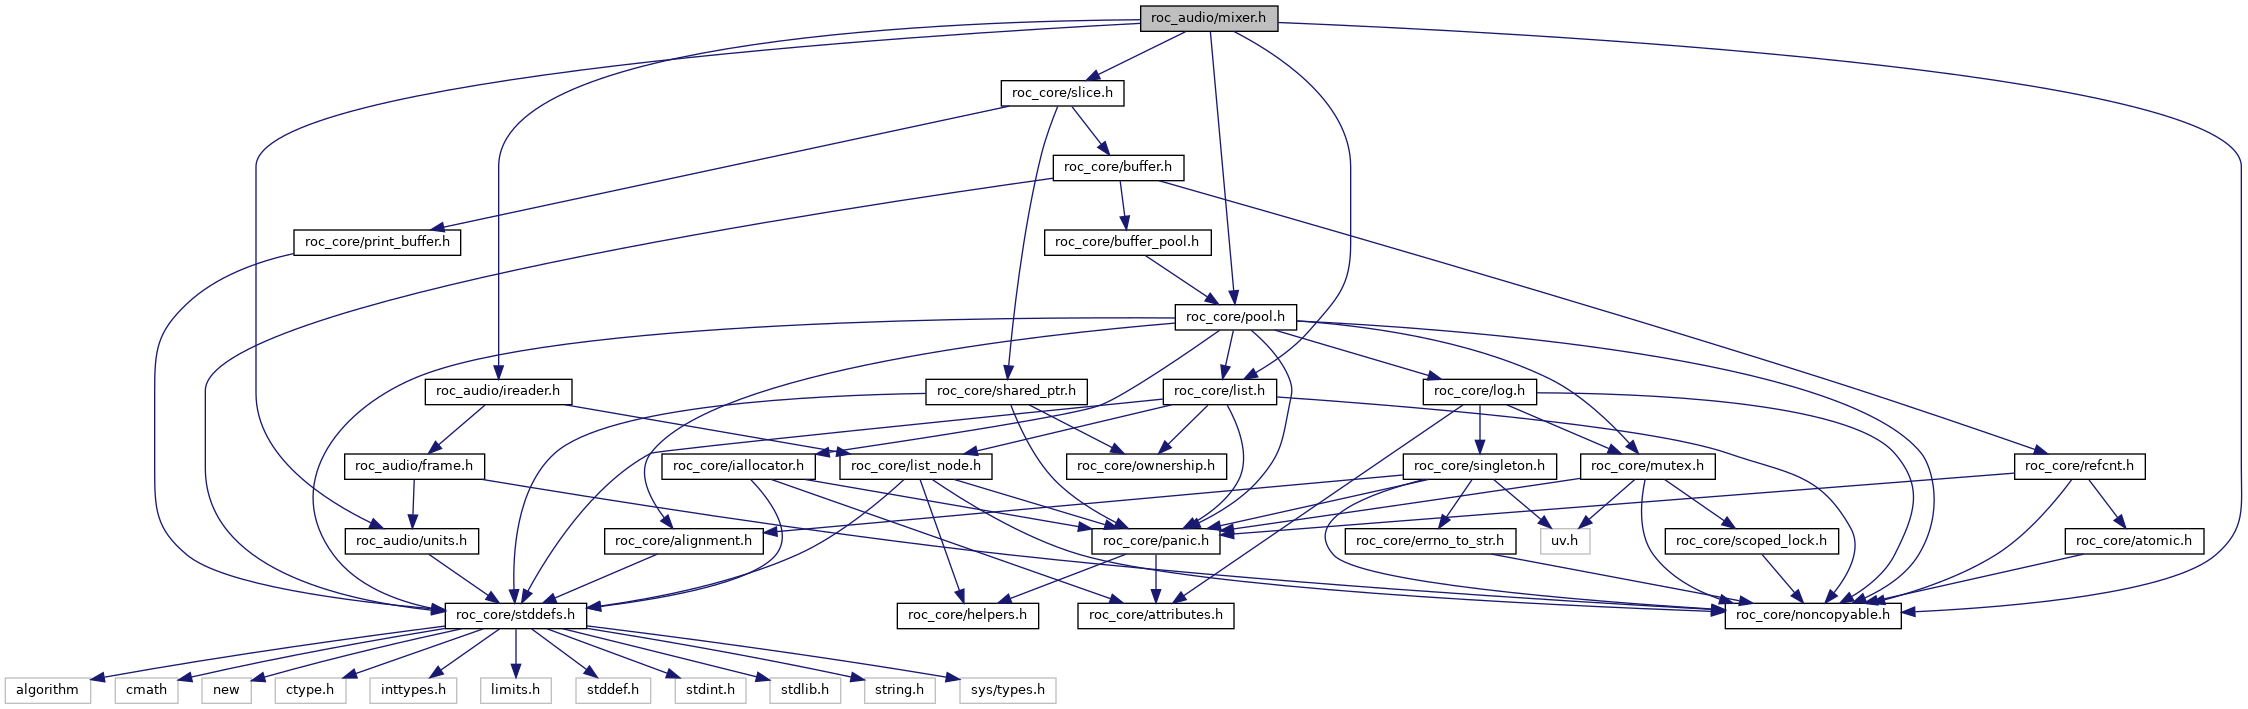 roc_audio/mixer.h
roc_core/slice.h
roc_core/buffer.h
roc_core/print_buffer.h
roc_core/buffer_pool.h
roc_core/pool.h
roc_audio/ireader.h
roc_core/shared_ptr.h
roc_core/list.h
roc_core/log.h
roc_audio/frame.h
roc_core/iallocator.h
roc_core/list_node.h
roc_core/ownership.h
roc_core/singleton.h
roc_core/mutex.h
roc_core/refcnt.h
roc_audio/units.h
roc_core/alignment.h
roc_core/panic.h
roc_core/errno_to_str.h
uv.h
roc_core/scoped_lock.h
roc_core/atomic.h
roc_core/stddefs.h
roc_core/helpers.h
roc_core/attributes.h
roc_core/noncopyable.h
algorithm
cmath
new
ctype.h
inttypes.h
limits.h
stddef.h
stdint.h
stdlib.h
string.h
sys/types.h